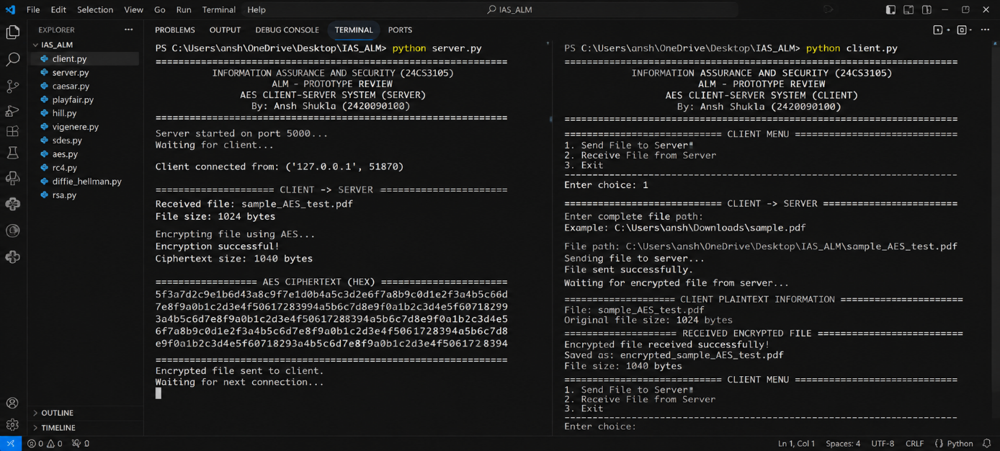 File Edit Selection View Go Run Terminal Help
IAS_ALM
EXPLORER
IAS_ALM
client.py
server.py
caesar.py
playfair.py
hill.py
vigenere.py
sdes.py
aes.py
rc4.py
diffie_hellman.py
rsa.py
OUTLINE
TIMELINE
PROBLEMS OUTPUT DEBUG CONSOLE TERMINAL PORTS
PS C:\Users\ansh\OneDrive\Desktop\IAS_ALM> python server.py
INFORMATION ASSURANCE AND SECURITY (24CS3105)
ALM - PROTOTYPE REVIEW
AES CLIENT-SERVER SYSTEM (SERVER)
By: Ansh Shukla (2420090100)
Server started on port 5000...
Waiting for client...
Client connected from: ('127.0.0.1', 51870)
===================== CLIENT -> SERVER =======================
Received file: sample_AES_test.pdf
File size: 1024 bytes
Encrypting file using AES...
Encryption successful!
Ciphertext size: 1040 bytes
================== AES CIPHERTEXT (HEX) =======================
5f3a7d2c9e1b6d43a8c9f7e1d0b4a5c3d2e6f7a8b9c0d1e2f3a4b5c66d
7e8f9a0b1c2d3e4f50617283994a5b6c7d8e9f0a1b2c3d4e5f60718299
3a4b5c6d7e8f9a0b1c2d3e4f50617288394a5b6c7d8e9f0a1b2c3d4e5
6f7a8b9c0d1e2f3a4b5c6d7e8f9a0b1c2d3e4f5061728394a5b6c7d8
e9f0a1b2c3d4e5f60718293a4b5c6d7e8f9a0b1c2d3e4f5061728394
Encrypted file sent to client.
Waiting for next connection...
PS C:\Users\ansh\OneDrive\Desktop\IAS_ALM> python client.py
INFORMATION ASSURANCE AND SECURITY (24CS3105)
ALM - PROTOTYPE REVIEW
AES CLIENT-SERVER SYSTEM (CLIENT)
By: Ansh Shukla (2420090100)
============================ CLIENT MENU =============================
1. Send File to Server
2. Receive File from Server
3. Exit
Enter choice: 1
============================ CLIENT -> SERVER ========================
Enter complete file path:
Example: C:\Users\ansh\Downloads\sample.pdf
File path: C:\Users\ansh\OneDrive\Desktop\IAS_ALM\sample_AES_test.pdf
Sending file to server...
File sent successfully.
Waiting for encrypted file from server...
==================== CLIENT PLAINTEXT INFORMATION ======================
File: sample_AES_test.pdf
Original file size: 1024 bytes
==================== RECEIVED ENCRYPTED FILE ==========================
Encrypted file received successfully!
Saved as: encrypted_sample_AES_test.pdf
File size: 1040 bytes
============================ CLIENT MENU =============================
1. Send File to Server
2. Receive File from Server
3. Exit
Enter choice:
0 0 0
Ln 1, Col 1 Spaces: 4 UTF-8 CRLF {} Python